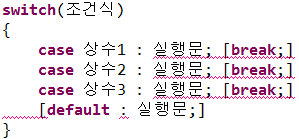 switch(조건식)
{
case 상수1 : 실행문; [break;]
case 상수2 : 실행문; [break;]
case 상수3 : 실행문; [break;]
[default : 실행문;]
}